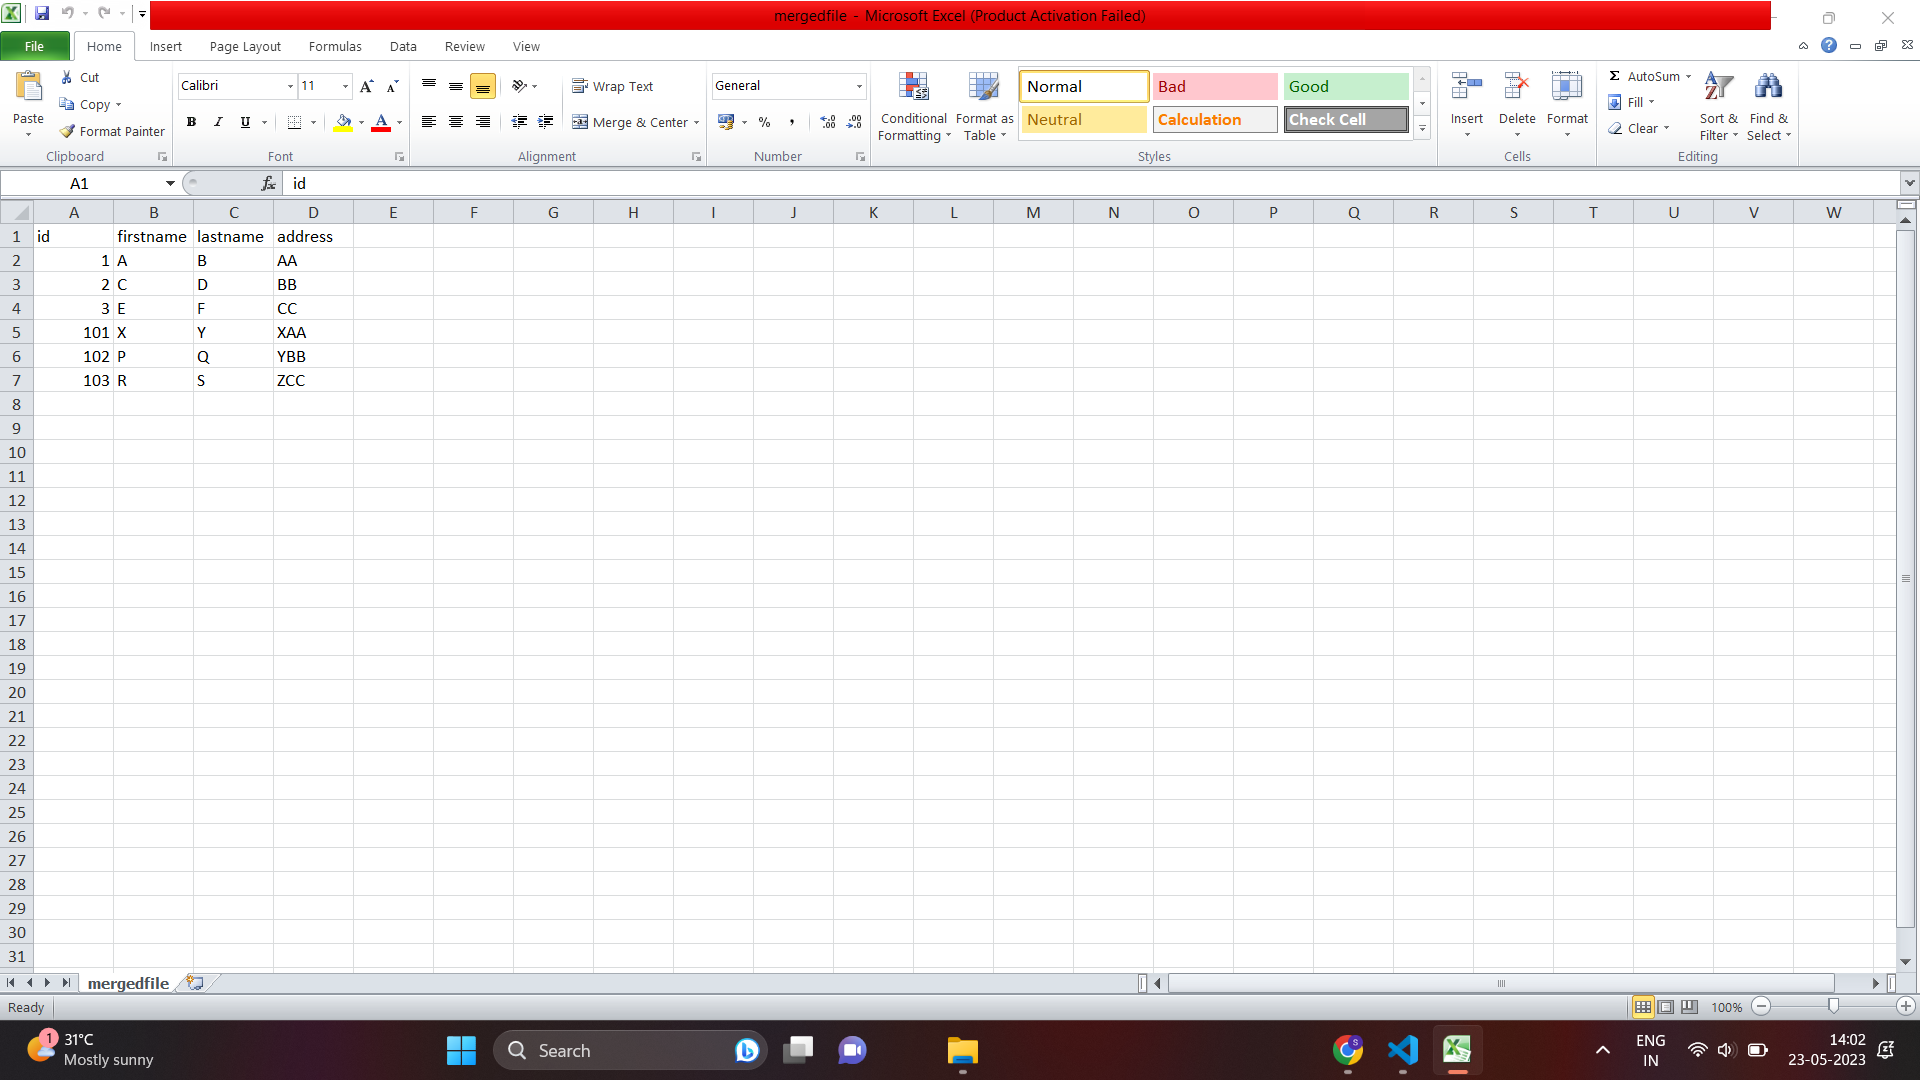 mergedfile - Microsoft Excel (Product Activation Failed)
File Home Insert Page Layout Formulas Data Review View
Paste
Cut
Copy
Format Painter
Clipboard
Calibri 11
B I U
Font
Wrap Text
Merge & Center
Alignment
General
%
Number
Conditional Formatting
Format as Table
Normal Bad Good
Neutral Calculation Check Cell
Styles
Insert Delete Format
Cells
AutoSum
Fill
Clear
Sort & Filter
Find & Select
Editing
A1 fx id
A B C D E F G H I J K L M N O P Q R S T U V W
1 id firstname lastname address
2 1 A B AA
3 2 C D BB
4 3 E F CC
5 101 X Y XAA
6 102 P Q YBB
7 103 R S ZCC
8
9
10
11
12
13
14
15
16
17
18
19
20
21
22
23
24
25
26
27
28
29
30
31
mergedfile
Ready 100%
1 31°C
Mostly sunny
Search
S
ENG
IN
14:02
23-05-2023